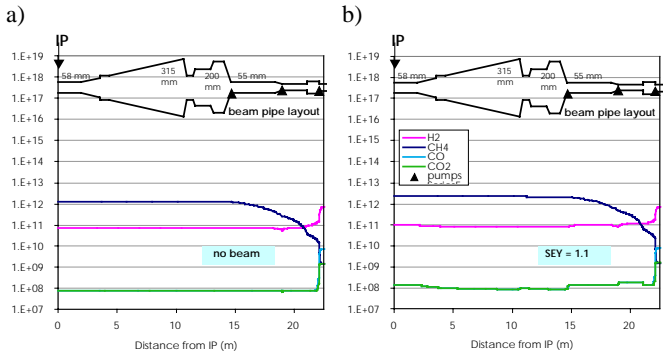 a)
IP
1.E+19
1.E+18
1.E+17
1.E+16
1.E+15
1.E+14
1.E+13
1.E+12
1.E+11
1.E+10
1.E+09
1.E+08
1.E+07
58 mm
315 mm
200 mm
55 mm
beam pipe layout
no beam
0
5
10
15
20
Distance from IP (m)
b)
IP
1.E+19
1.E+18
1.E+17
1.E+16
1.E+15
1.E+14
1.E+13
1.E+12
1.E+11
1.E+10
1.E+09
1.E+08
1.E+07
58 mm
315 mm
200 mm
55 mm
beam pipe layout
H2
CH4
CO
CO2
pumps
SEY = 1.1
0
5
10
15
20
Distance from IP (m)